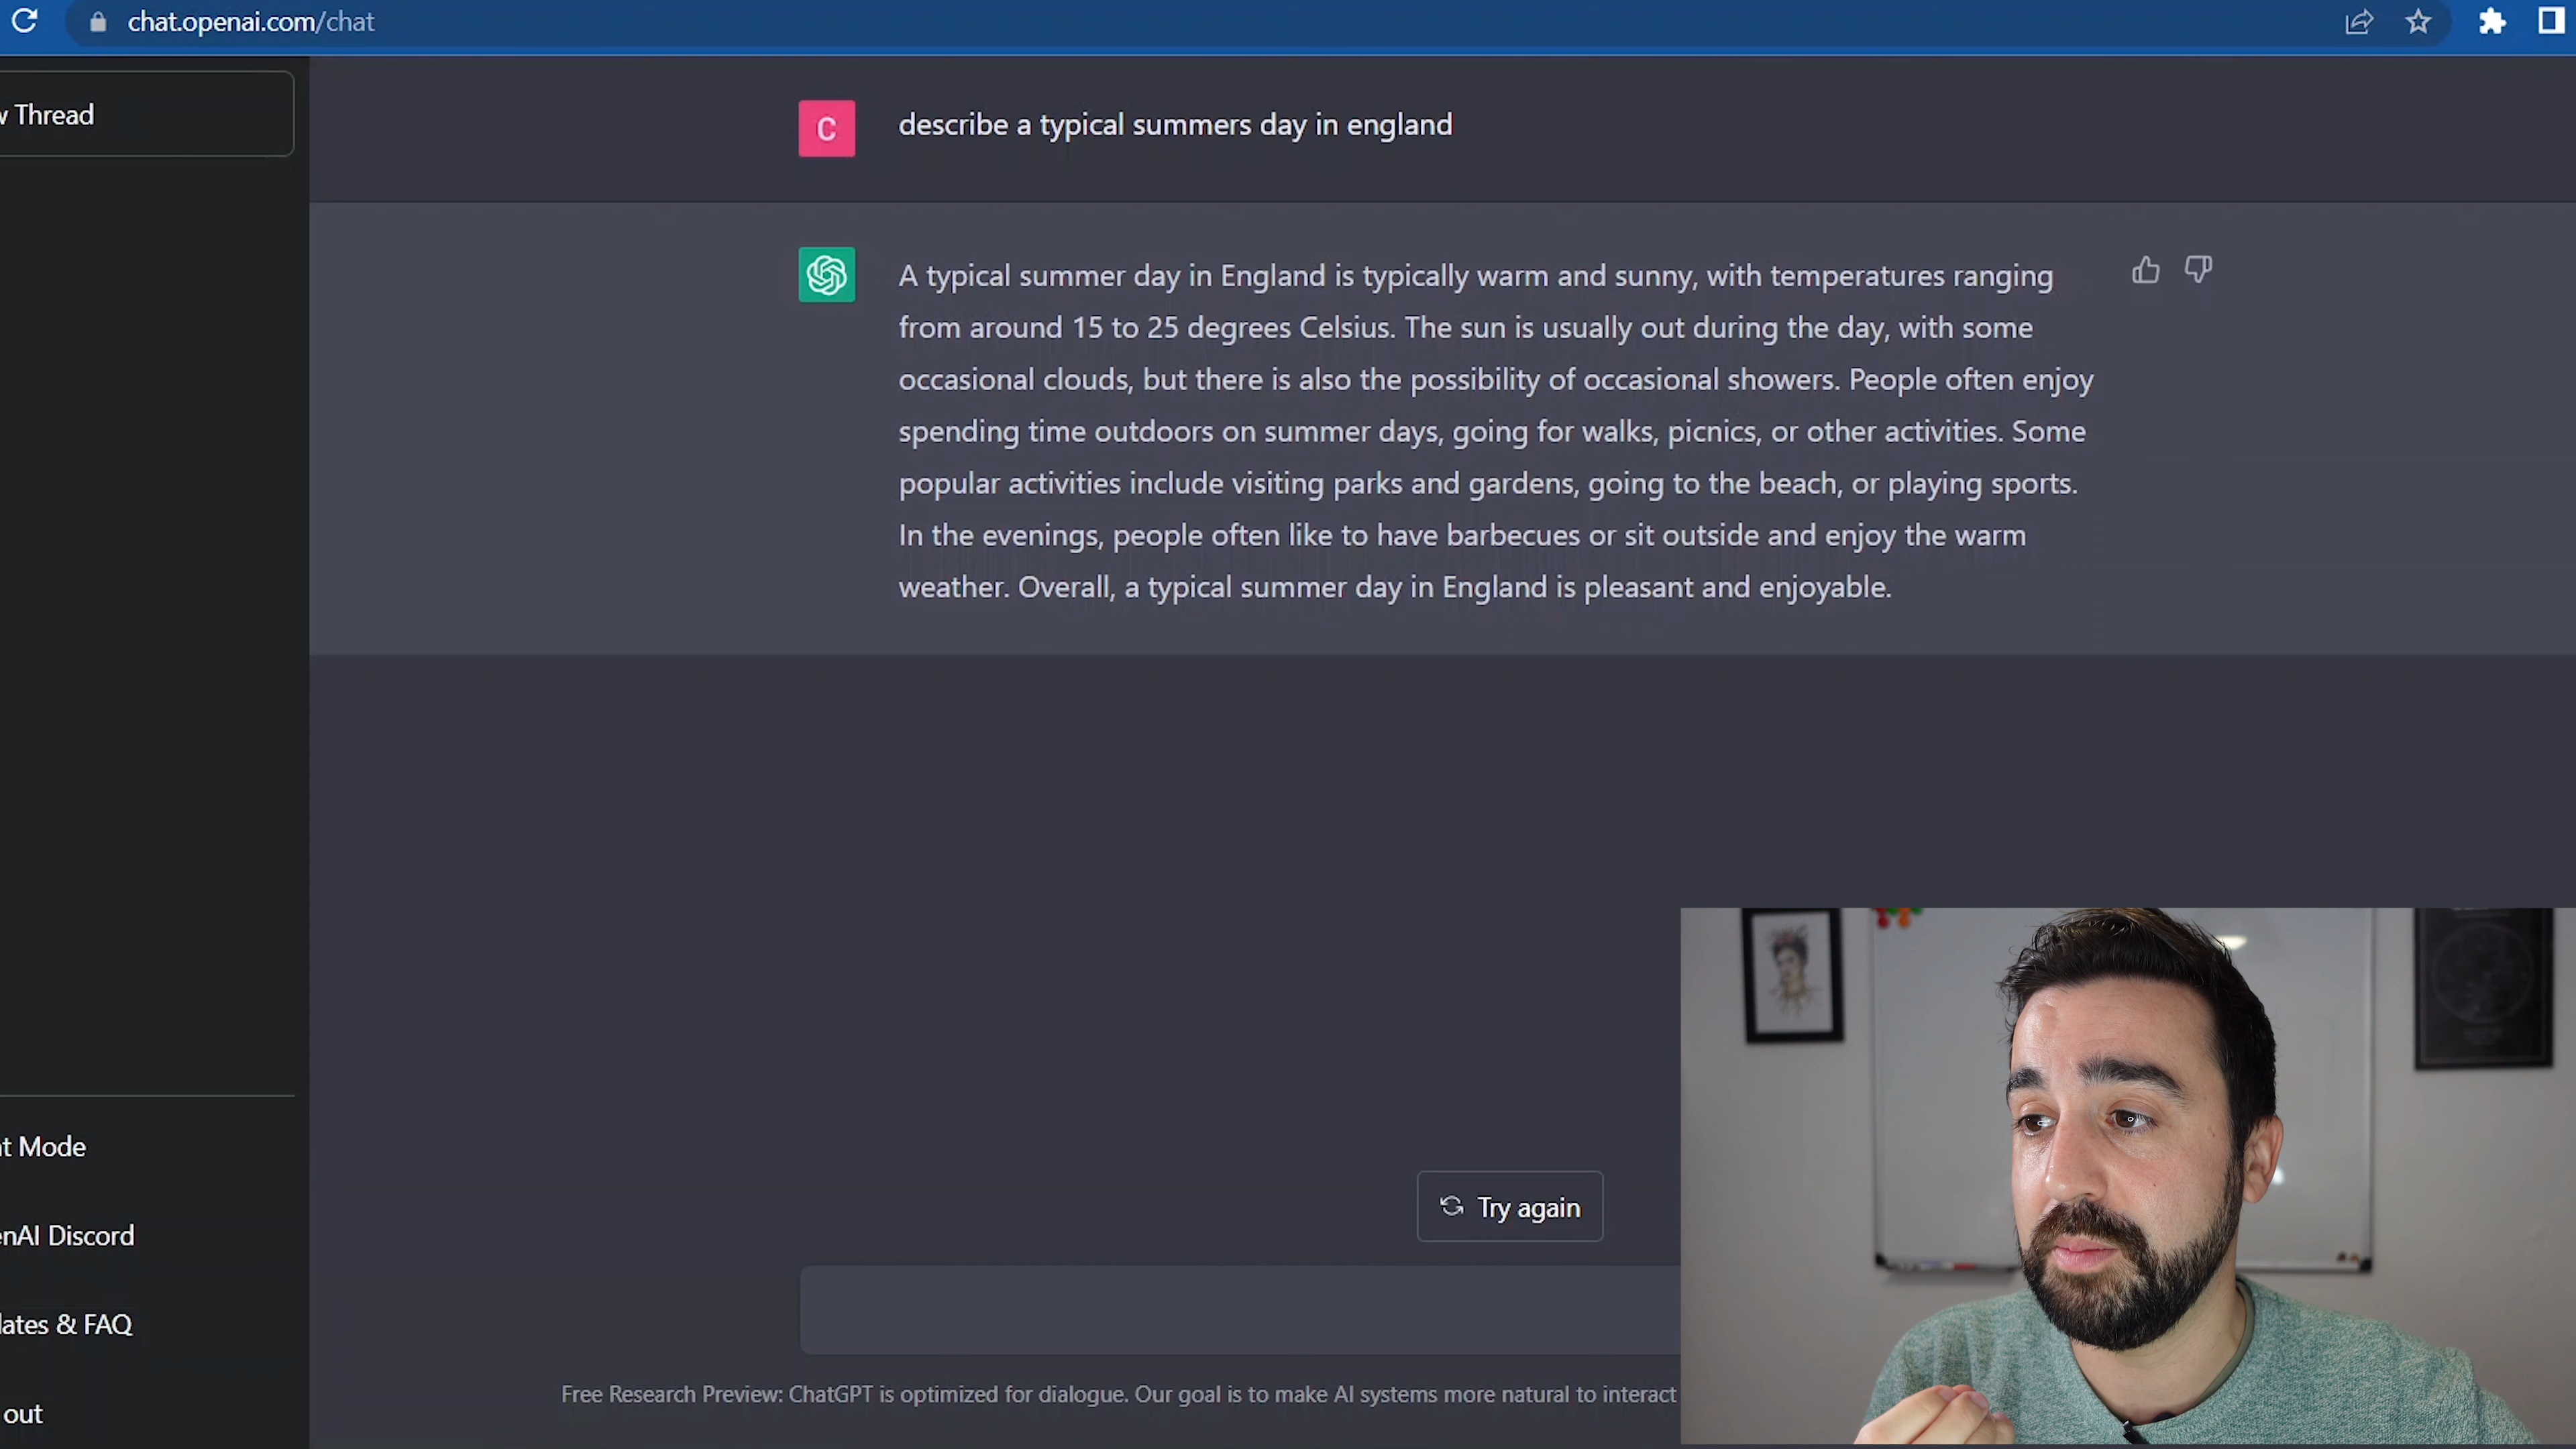 chat.openai.com/chat
w Thread
C
describe a typical summers day in england
A typical summer day in England is typically warm and sunny, with temperatures ranging
from around 15 to 25 degrees Celsius. The sun is usually out during the day, with some
occasional clouds, but there is also the possibility of occasional showers. People often enjoy
spending time outdoors on summer days, going for walks, picnics, or other activities. Some
popular activities include visiting parks and gardens, going to the beach, or playing sports.
In the evenings, people often like to have barbecues or sit outside and enjoy the warm
weather. Overall, a typical summer day in England is pleasant and enjoyable.
Try again
t Mode
enAI Discord
dates & FAQ
out
Free Research Preview: ChatGPT is optimized for dialogue. Our goal is to make AI systems more natural to interact